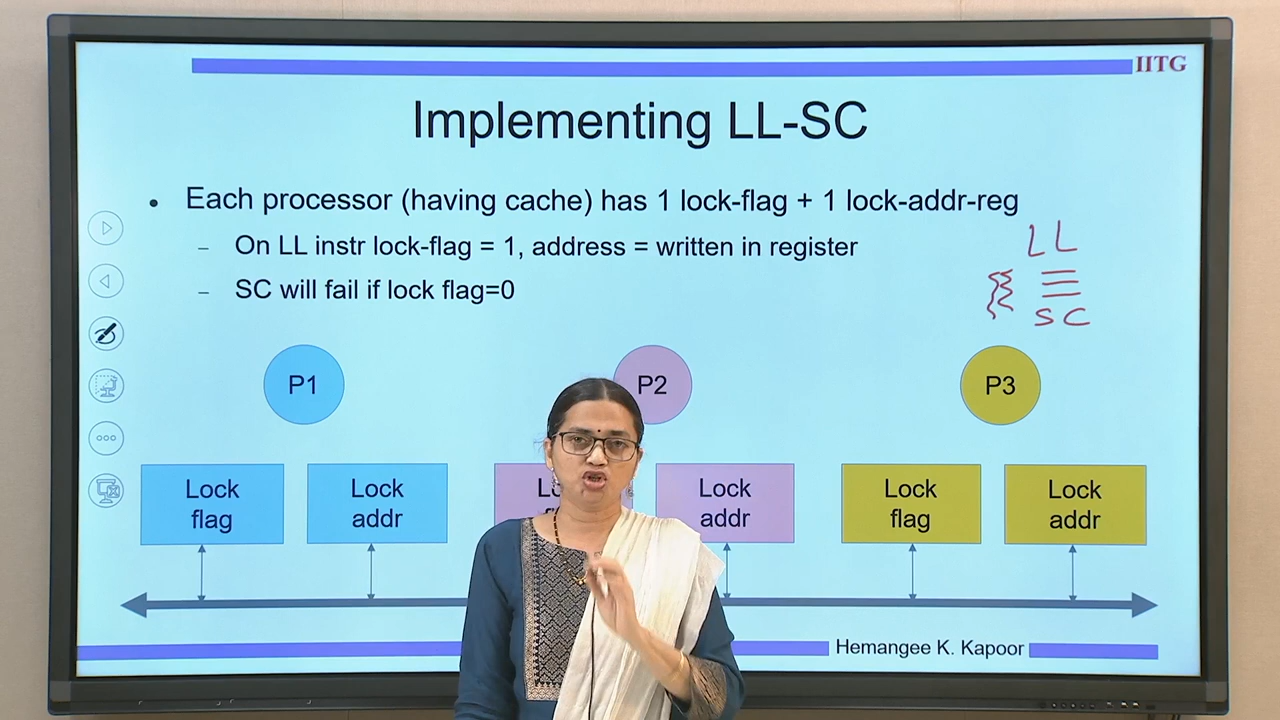 IITG
Implementing LL-SC
• Each processor (having cache) has 1 lock-flag + 1 lock-addr-reg
– On LL instr lock-flag = 1, address = written in register
– SC will fail if lock flag=0
LL
SC
P1
P2
P3
Lock
flag
Lock
addr
Lock
addr
Lock
flag
Lock
addr
Hemangee K. Kapoor